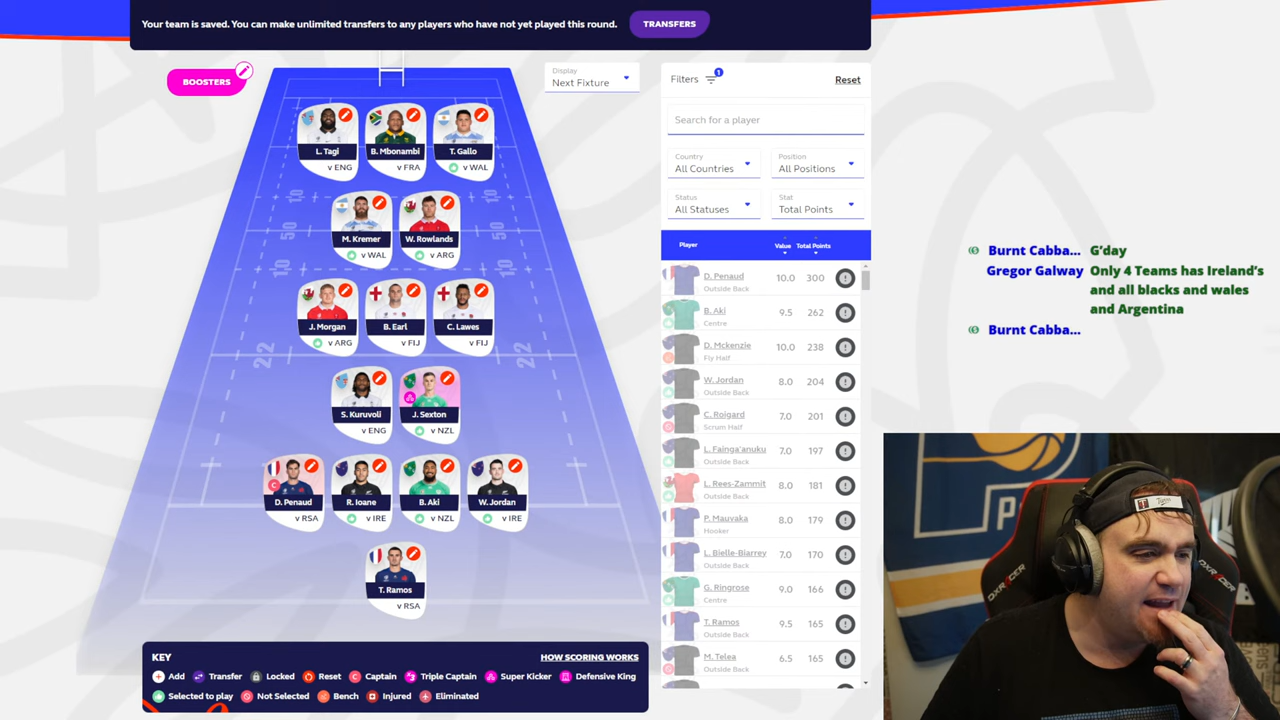 Your team is saved. You can make unlimited transfers to any players who have not yet played this round.
TRANSFERS
BOOSTERS
Display
Next Fixture
L. Tagi
B. Mbonambi
T. Gallo
v ENG
v FRA
v WAL
M. Kremer
W. Rowlands
v WAL
v ARG
J. Morgan
B. Earl
C. Lawes
v ARG
v FIJ
v FIJ
S. Kuruvoli
J. Sexton
v ENG
v NZL
D. Penaud
R. Ioane
B. Aki
W. Jordan
v RSA
v IRE
v NZL
v IRE
T. Ramos
v RSA
10
10
50
50
22
22
KEY
HOW SCORING WORKS
Add
Transfer
Locked
Reset
Captain
Triple Captain
Super Kicker
Defensive King
Selected to play
Not Selected
Bench
Injured
Eliminated
Filters
1
Reset
Search for a player
Country
All Countries
Position
All Positions
Status
All Statuses
Stat
Total Points
Player
Value
Total Points
D. Penaud
Outside Back
10.0
300
B. Aki
Centre
9.5
262
D. Mckenzie
Fly Half
10.0
238
W. Jordan
Outside Back
8.0
204
C. Roigard
Scrum Half
7.0
201
L. Fainga'anuku
Outside Back
7.0
197
L. Rees-Zammit
Outside Back
8.0
181
P. Mauvaka
Hooker
8.0
179
L. Bielle-Biarrey
Outside Back
7.0
170
G. Ringrose
Centre
9.0
166
T. Ramos
Outside Back
9.5
165
M. Telea
Outside Back
6.5
165
Burnt Cabba... G'day
Gregor Galway Only 4 Teams has Ireland's
and all blacks and wales
and Argentina
Burnt Cabba...
DXRACER